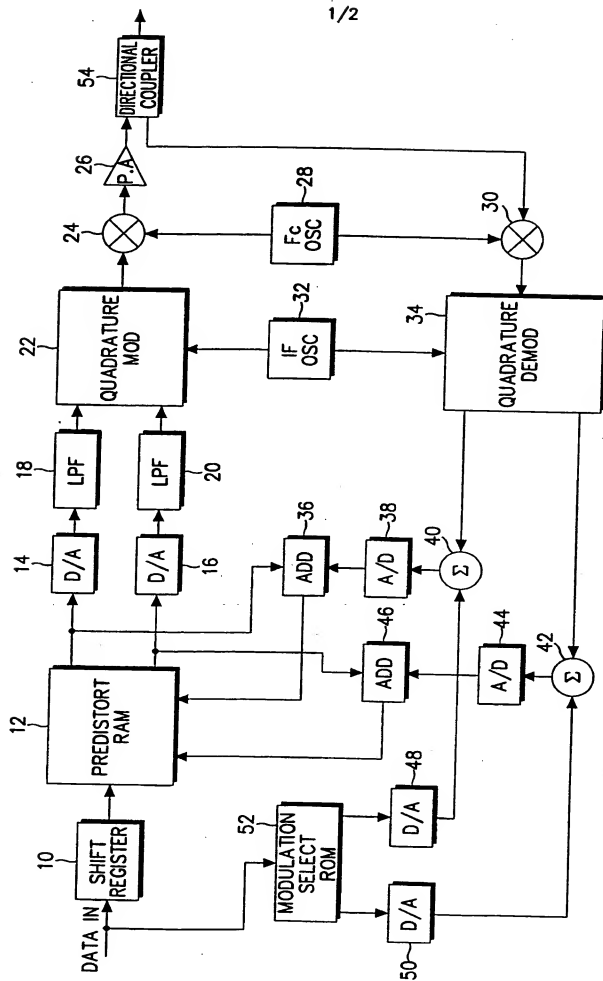 1/2
54
DIRECTIONAL
COUPLER
26
P.A
24
28
Fc
OSC
30
22
QUADRATURE
MOD
32
IF
OSC
34
QUADRATURE
DEMOD
18
LPF
LPF
20
14
D/A
D/A
16
36
ADD
38
A/D
40
Σ
46
ADD
44
A/D
42
Σ
12
PREDISTORT
RAM
10
SHIFT
REGISTER
DATA IN
52
MODULATION
SELECT
ROM
48
D/A
D/A
50